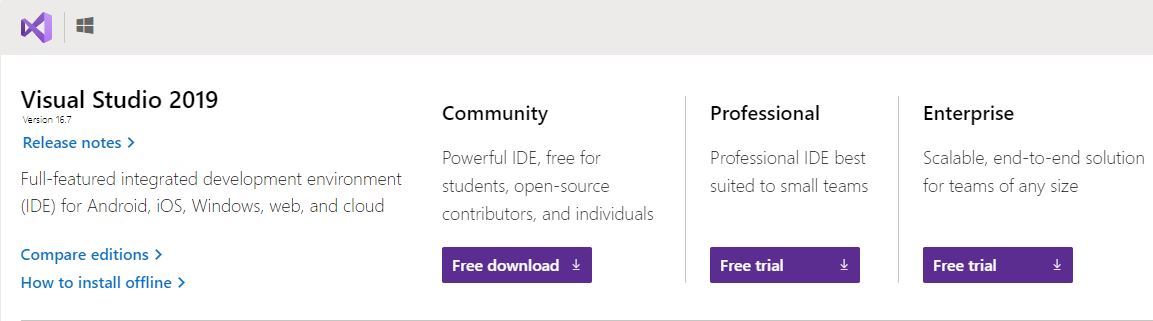 Visual Studio 2019
Version 16.7
Release notes
Full-featured integrated development environment
(IDE) for Android, iOS, Windows, web, and cloud
Compare editions
How to install offline
Community
Powerful IDE, free for
students, open-source
contributors, and individuals
Free download
Professional
Professional IDE best
suited to small teams
Free trial
Enterprise
Scalable, end-to-end solution
for teams of any size
Free trial